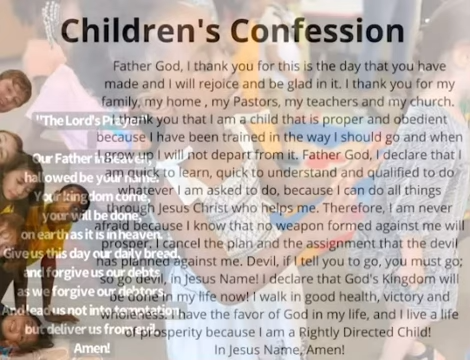 Children's Confession
Father God, I thank you for this is the day that you have
made and I will rejoice and be glad in it. I thank you for my
family, my home , my Pastors, my teachers and my church.
thank you that I am a child that is proper and obedient
because I have been trained in the way I should go and when
I grow up I will not depart from it. Father God, I declare that I
am quick to learn, quick to understand and qualified to do
whatever I am asked to do, because I can do all things
through Jesus Christ who helps me. Therefore, I am never
afraid because I know that no weapon formed against me will
prosper, I cancel the plan and the assignment that the devil
has planned against me. Devil, if I tell you to go, you must go;
so go devil, in Jesus Name! I declare that God's Kingdom will
be done in my life now! I walk in good health, victory and
wholeness. I have the favor of God in my life, and I live a life
of prosperity because I am a Rightly Directed Child!
In Jesus Name, Amen!
"The Lord's Prayer"
Our Father in heaven,
hallowed be your name,
Your kingdom come,
your will be done,
on earth as it is in heaven.
Give us this day our daily bread,
and forgive us our debts
as we forgive our debtors.
And lead us not into temptation,
but deliver us from evil.
Amen!